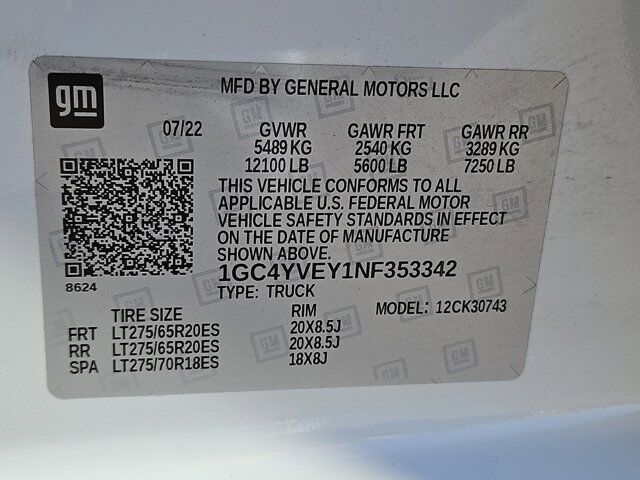 gm
MFD BY GENERAL MOTORS LLC
07/22 GVWR GAWR FRT GAWR RR
5489 KG 2540 KG 3289 KG
12100 LB 5600 LB 7250 LB
THIS VEHICLE CONFORMS TO ALL
APPLICABLE U.S. FEDERAL MOTOR
VEHICLE SAFETY STANDARDS IN EFFECT
ON THE DATE OF MANUFACTURE
SHOWN ABOVE.
8624
1GC4YVEY1NF353342
TYPE: TRUCK
TIRE SIZE RIM MODEL: 12CK30743
FRT LT275/65R20ES 20X8.5J
RR LT275/65R20ES 20X8.5J
SPA LT275/70R18ES 18X8J